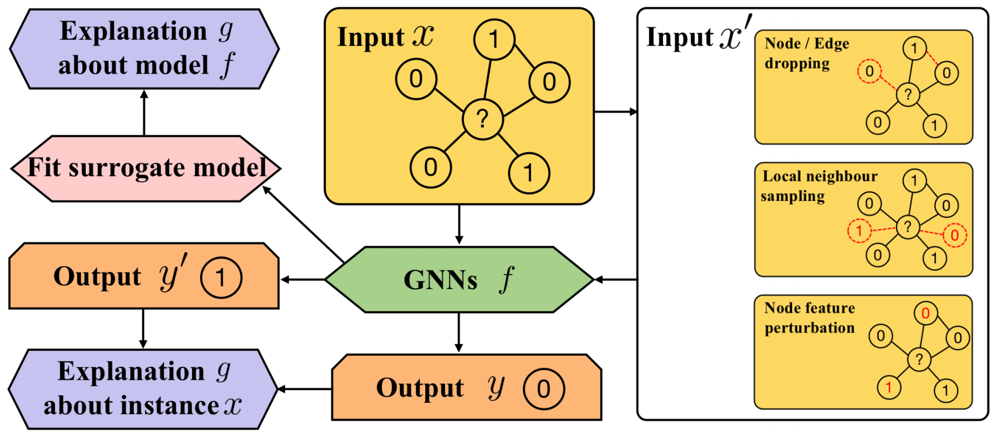 Explanation g
about model f
Fit surrogate model
Output y′ 1
Explanation g
about instance x
Input x
1
0
0
?
0
1
GNNs f
Output y 0
Input x′
Node / Edge
dropping
1
0
0
?
0
1
Local neighbour
sampling
1
0
0
1
?
0
0
1
Node feature
perturbation
0
0
0
?
1
1